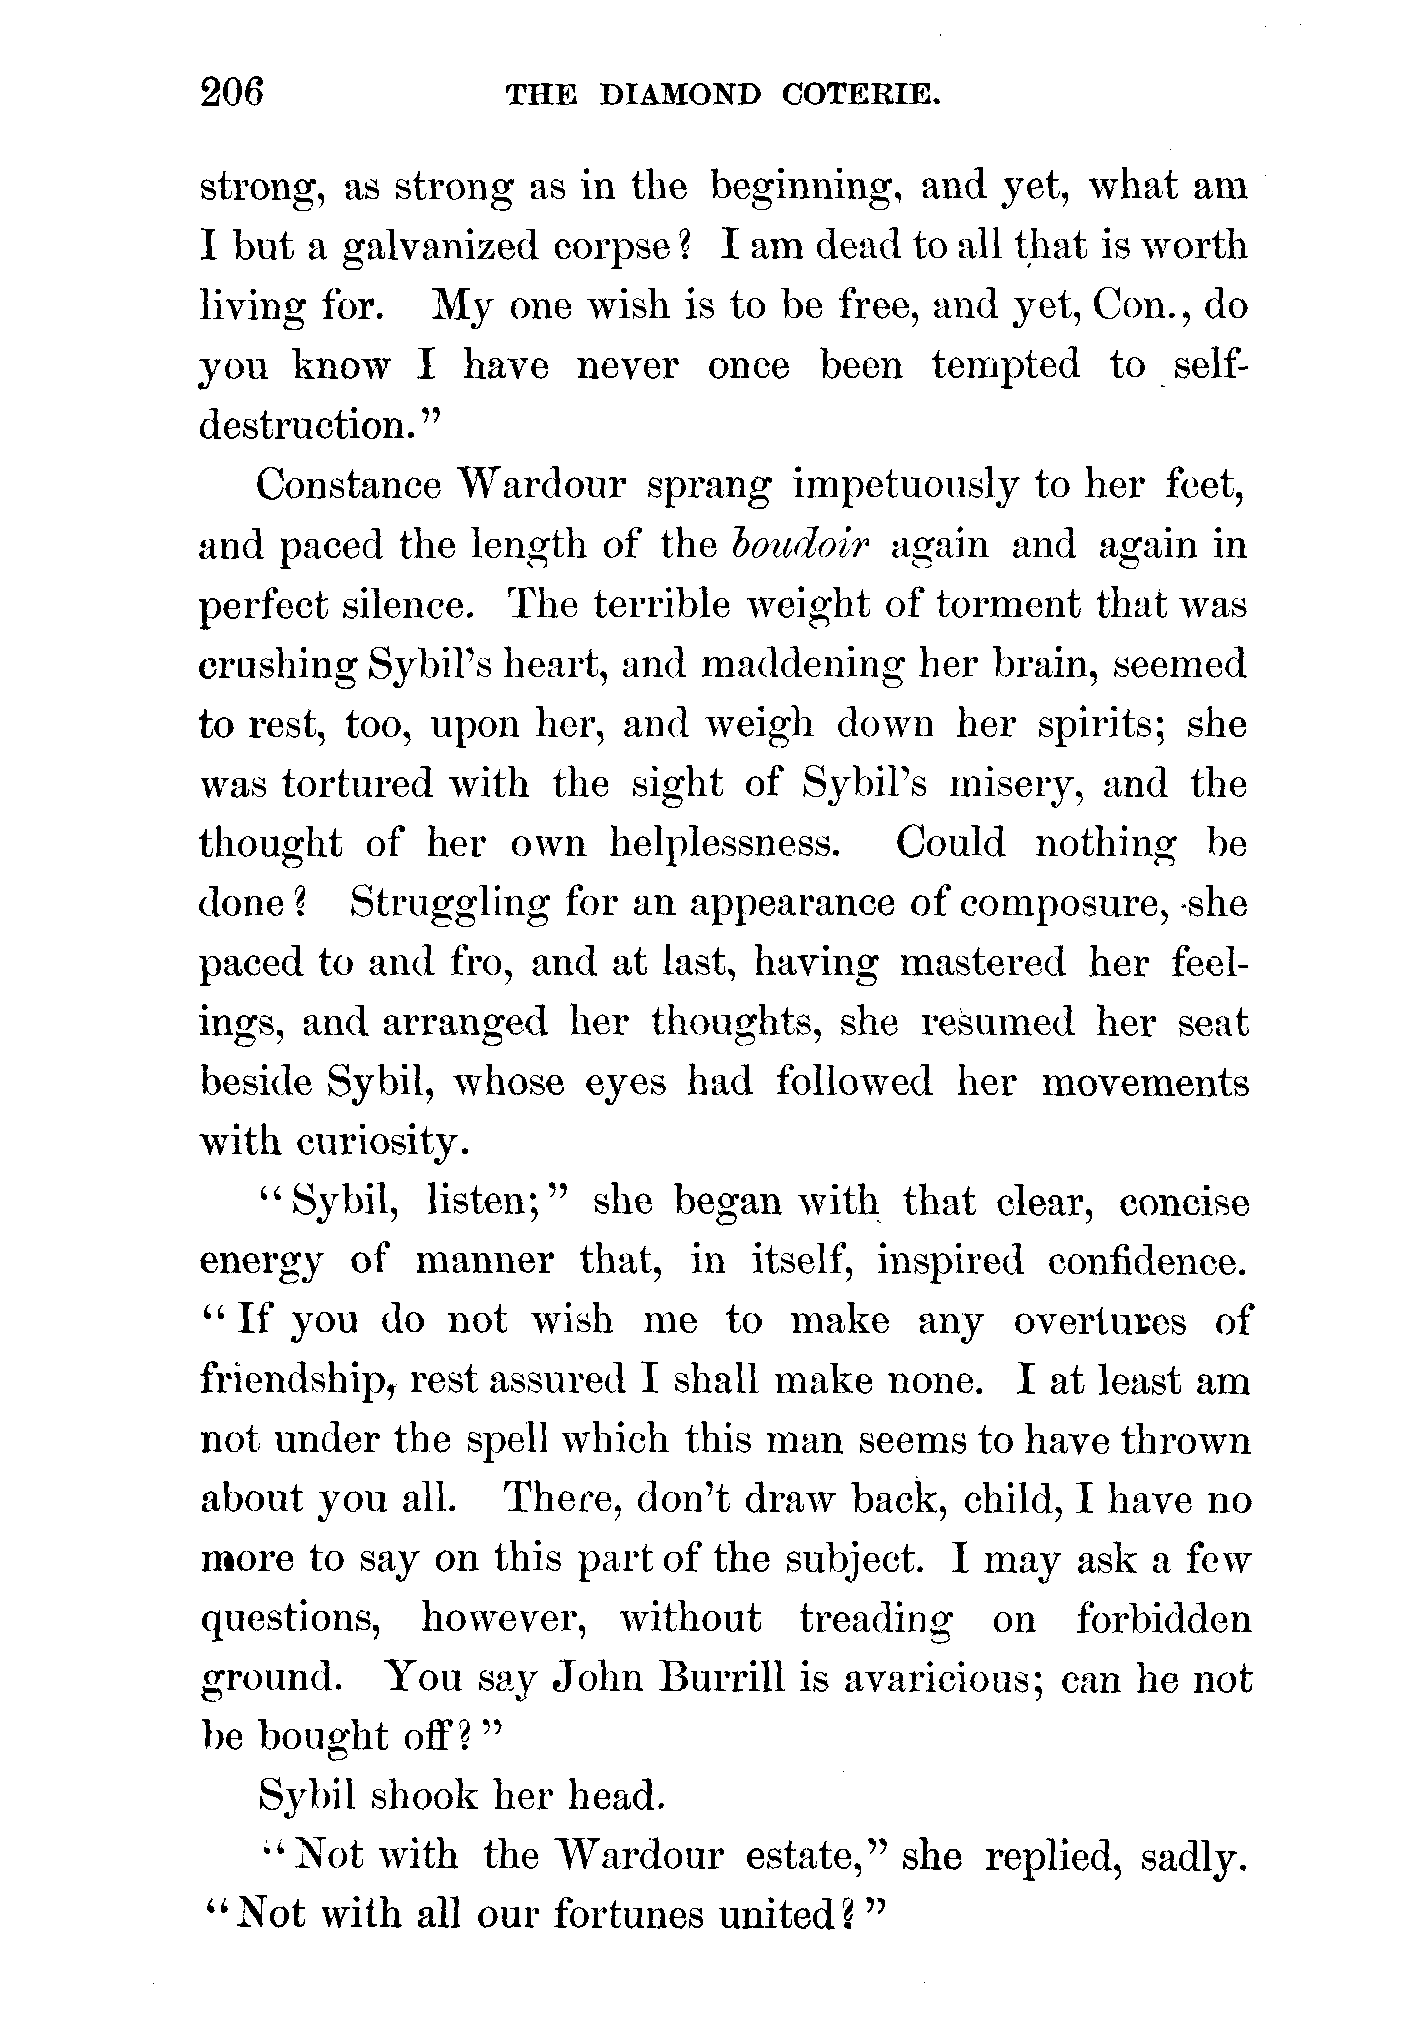 206 THE DIAMOND COTERIE.
strong, as strong as in the beginning, and yet, what am
I but a galvanized corpse? I am dead to all that is worth
living for. My one wish is to be free, and yet, Con., do
you know I have never once been tempted to self-
destruction."
Constance Wardour sprang impetuously to her feet,
and paced the length of the boudoir again and again in
perfect silence. The terrible weight of torment that was
crushing Sybil's heart, and maddening her brain, seemed
to rest, too, upon her, and weigh down her spirits; she
was tortured with the sight of Sybil's misery, and the
thought of her own helplessness. Could nothing be
done? Struggling for an appearance of composure, she
paced to and fro, and at last, having mastered her feel-
ings, and arranged her thoughts, she resumed her seat
beside Sybil, whose eyes had followed her movements
with curiosity.
"Sybil, listen;" she began with that clear, concise
energy of manner that, in itself, inspired confidence.
"If you do not wish me to make any overtures of
friendship, rest assured I shall make none. I at least am
not under the spell which this man seems to have thrown
about you all. There, don't draw back, child, I have no
more to say on this part of the subject. I may ask a few
questions, however, without treading on forbidden
ground. You say John Burrill is avaricious; can he not
be bought off?"
Sybil shook her head.
"Not with the Wardour estate," she replied, sadly.
"Not with all our fortunes united?"